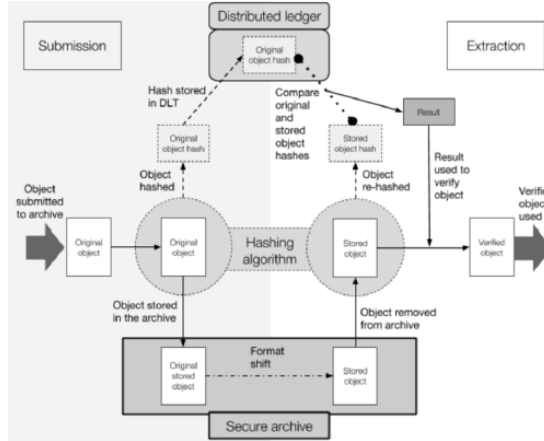 Distributed ledger
Submission
Extraction
Original
object hash
Hash stored
in DLT
Compare
original
and
stored
object
hashes
Result
Original
object hash
Stored
object hash
Object
hashed
Object
re-hashed
Result
used to
verify
object
Object
submitted
to archive
Original
object
Original
object
Hashing
algorithm
Stored
object
Verified
object
object
used
Object stored
in the archive
Object removed
from archive
Original
stored
object
Format
shift
Stored
object
Secure archive